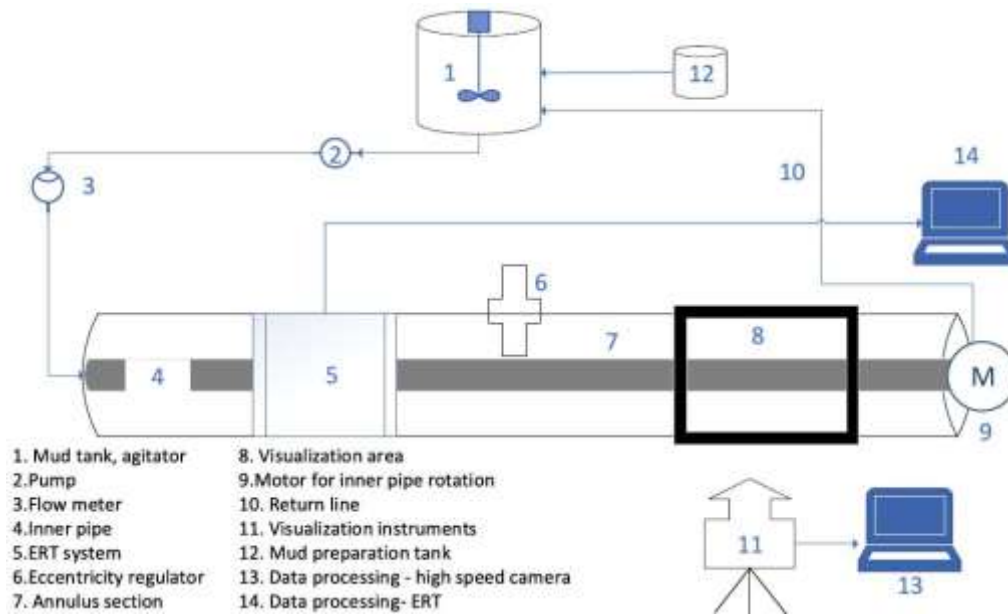 1
12
2
3
10
14
6
4
5
7
8
M
9
1. Mud tank, agitator
2.Pump
3.Flow meter
4.Inner pipe
5.ERT system
6.Eccentricity regulator
7. Annulus section
8. Visualization area
9.Motor for inner pipe rotation
10. Return line
11. Visualization instruments
12. Mud preparation tank
13. Data processing - high speed camera
14. Data processing- ERT
11
13